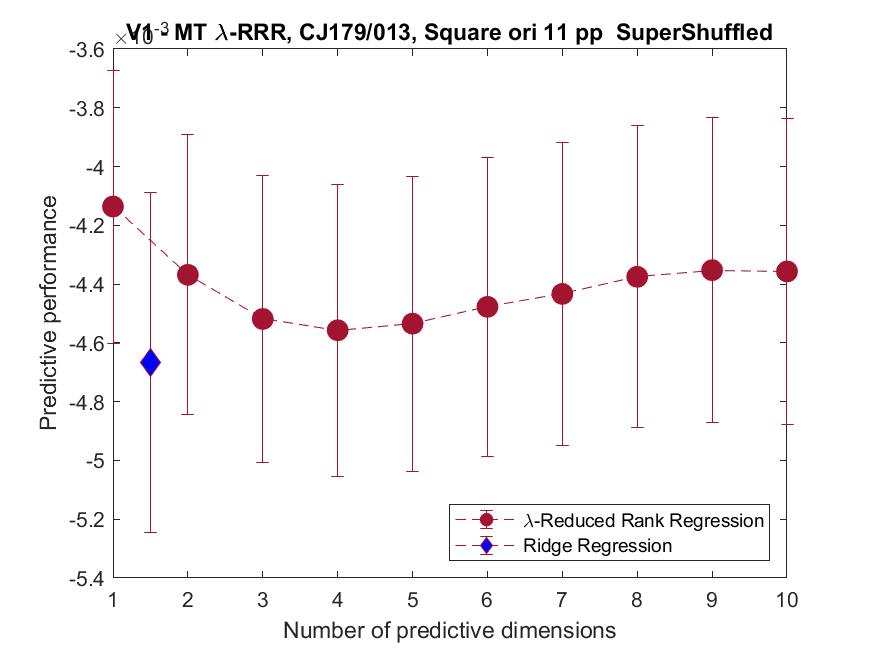 V1 - MT λ-RRR, CJ179/013, Square ori 11 pp SuperShuffled
×10-3
-3.6
-3.8
-4
-4.2
-4.4
-4.6
-4.8
-5
-5.2
-5.4
Predictive performance
λ-Reduced Rank Regression
Ridge Regression
1 2 3 4 5 6 7 8 9 10
Number of predictive dimensions